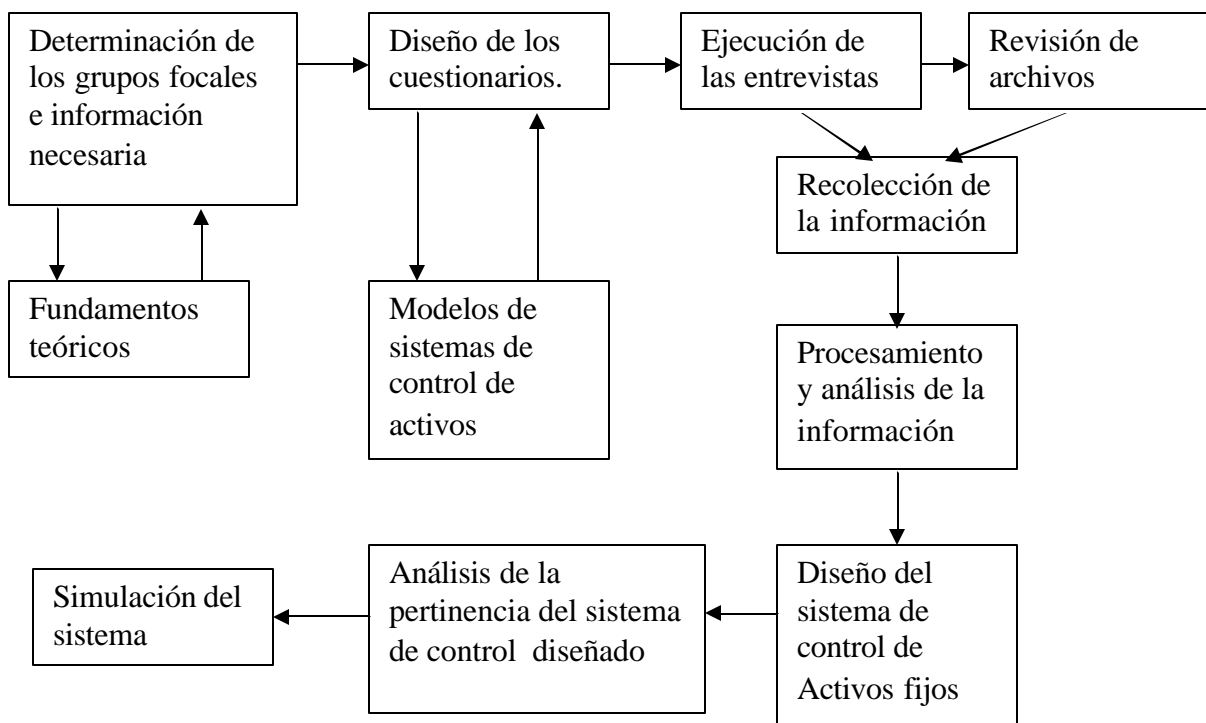 Determinación de
los grupos focales
e información
necesaria
Diseño de los
cuestionarios.
Ejecución de
las entrevistas
Revisión de
archivos
Recolección de
la información
Fundamentos
teóricos
Modelos de
sistemas de
control de
activos
Procesamiento
y análisis de la
información
Diseño del
sistema de
control de
Activos fijos
Análisis de la
pertinencia del sistema
de control diseñado
Simulación del
sistema